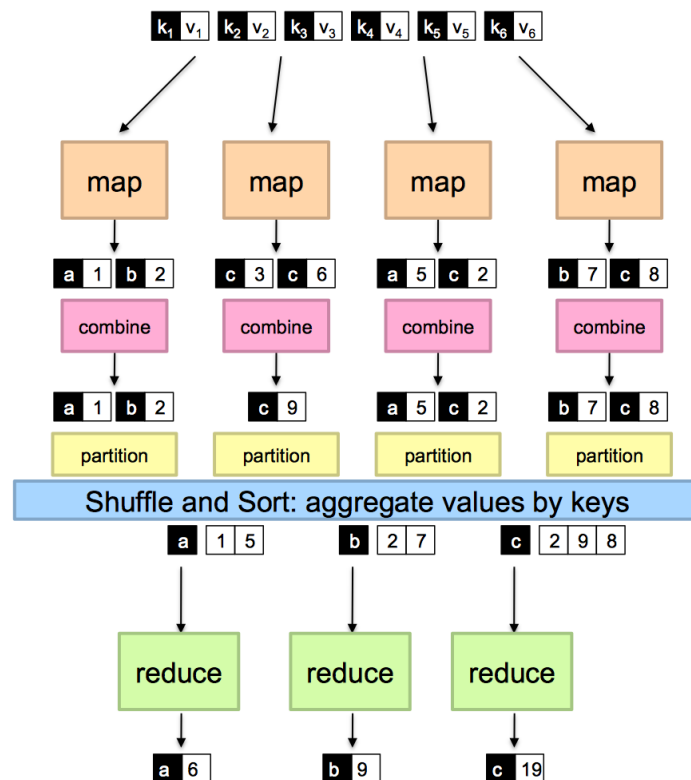 k1 v1 k2 v2 k3 v3 k4 v4 k5 v5 k6 v6
map map map map
a 1 b 2 c 3 c 6 a 5 c 2 b 7 c 8
combine combine combine combine
a 1 b 2 c 9 a 5 c 2 b 7 c 8
partition partition partition partition
Shuffle and Sort: aggregate values by keys
a 1 5 b 2 7 c 2 9 8
reduce reduce reduce
a 6 b 9 c 19